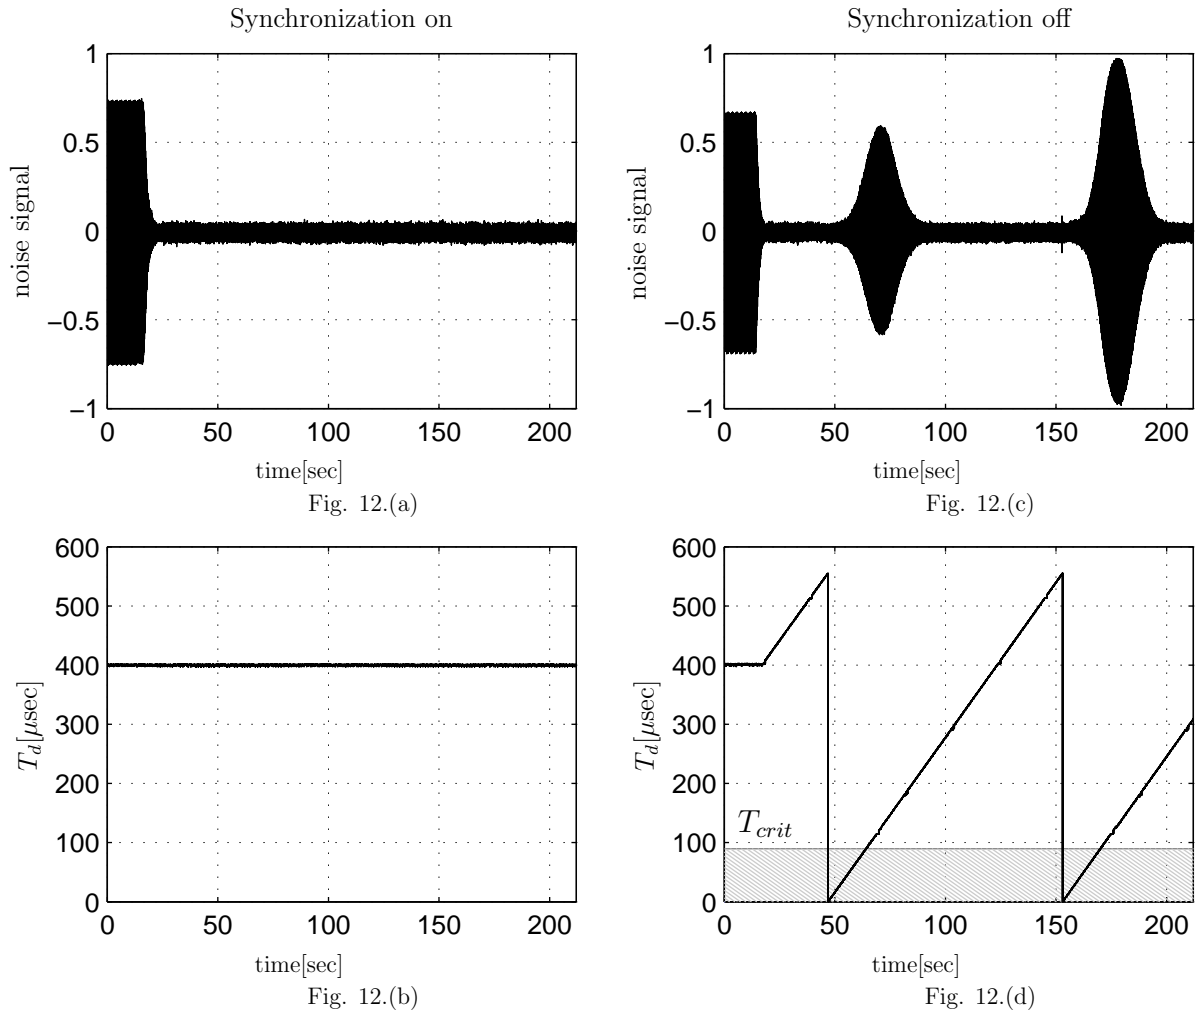 Synchronization on
1
0.5
0
−0.5
−1
noise signal
0 50 100 150 200
time[sec]
Fig. 12.(a)
Synchronization off
1
0.5
0
−0.5
−1
noise signal
0 50 100 150 200
time[sec]
Fig. 12.(c)
600
500
400
300
200
100
0
T_d[μsec]
0 50 100 150 200
time[sec]
Fig. 12.(b)
600
500
400
300
200
100
0
T_d[μsec]
T_crit
0 50 100 150 200
time[sec]
Fig. 12.(d)